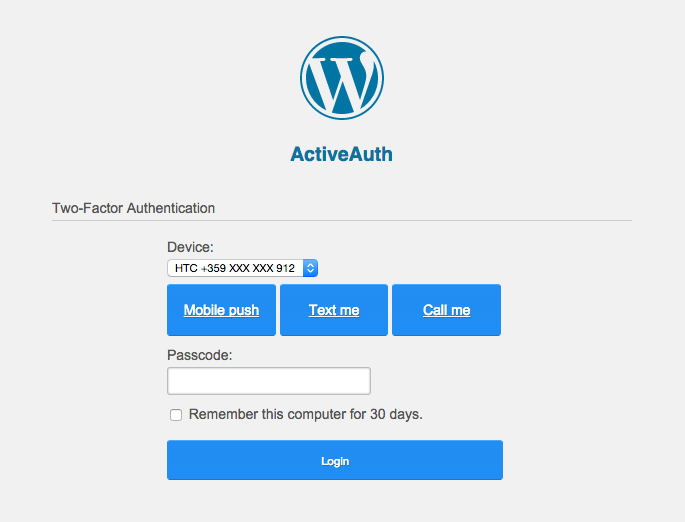 ActiveAuth
Two-Factor Authentication
Device:
HTC +359 XXX XXX 912
Mobile push Text me Call me
Passcode:
Remember this computer for 30 days.
Login